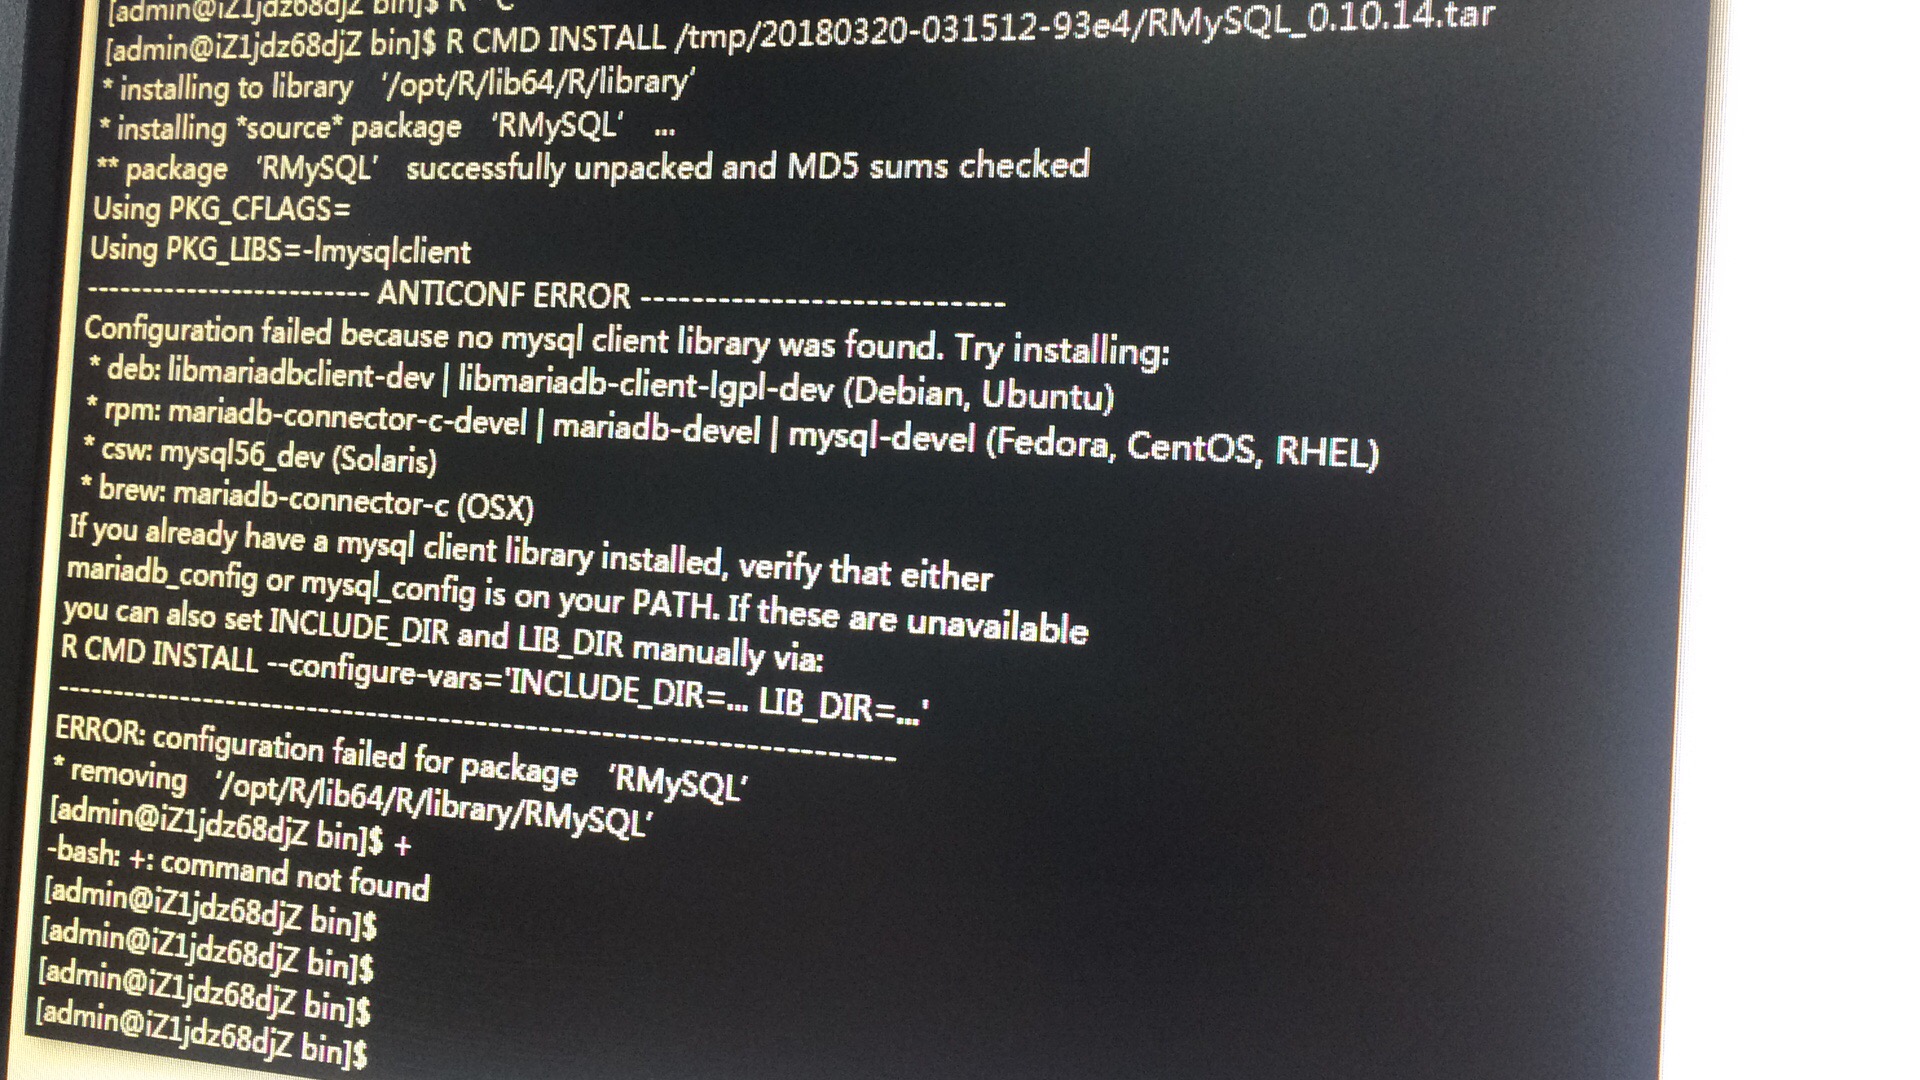 [admin@iZ1jdz68djZ bin]$ R ^C
[admin@iZ1jdz68djZ bin]$ R CMD INSTALL /tmp/20180320-031512-93e4/RMySQL_0.10.14.tar
* installing to library ‘/opt/R/lib64/R/library’
* installing *source* package ‘RMySQL’ ...
** package ‘RMySQL’ successfully unpacked and MD5 sums checked
Using PKG_CFLAGS=
Using PKG_LIBS=-lmysqlclient
------------------------- ANTICONF ERROR ---------------------------
Configuration failed because no mysql client library was found. Try installing:
* deb: libmariadbclient-dev | libmariadb-client-lgpl-dev (Debian, Ubuntu)
* rpm: mariadb-connector-c-devel | mariadb-devel | mysql-devel (Fedora, CentOS, RHEL)
* csw: mysql56_dev (Solaris)
* brew: mariadb-connector-c (OSX)
If you already have a mysql client library installed, verify that either
mariadb_config or mysql_config is on your PATH. If these are unavailable
you can also set INCLUDE_DIR and LIB_DIR manually via:
R CMD INSTALL --configure-vars='INCLUDE_DIR=... LIB_DIR=...'
--------------------------------------------------------------------
ERROR: configuration failed for package ‘RMySQL’
* removing ‘/opt/R/lib64/R/library/RMySQL’
[admin@iZ1jdz68djZ bin]$ +
-bash: +: command not found
[admin@iZ1jdz68djZ bin]$
[admin@iZ1jdz68djZ bin]$
[admin@iZ1jdz68djZ bin]$
[admin@iZ1jdz68djZ bin]$